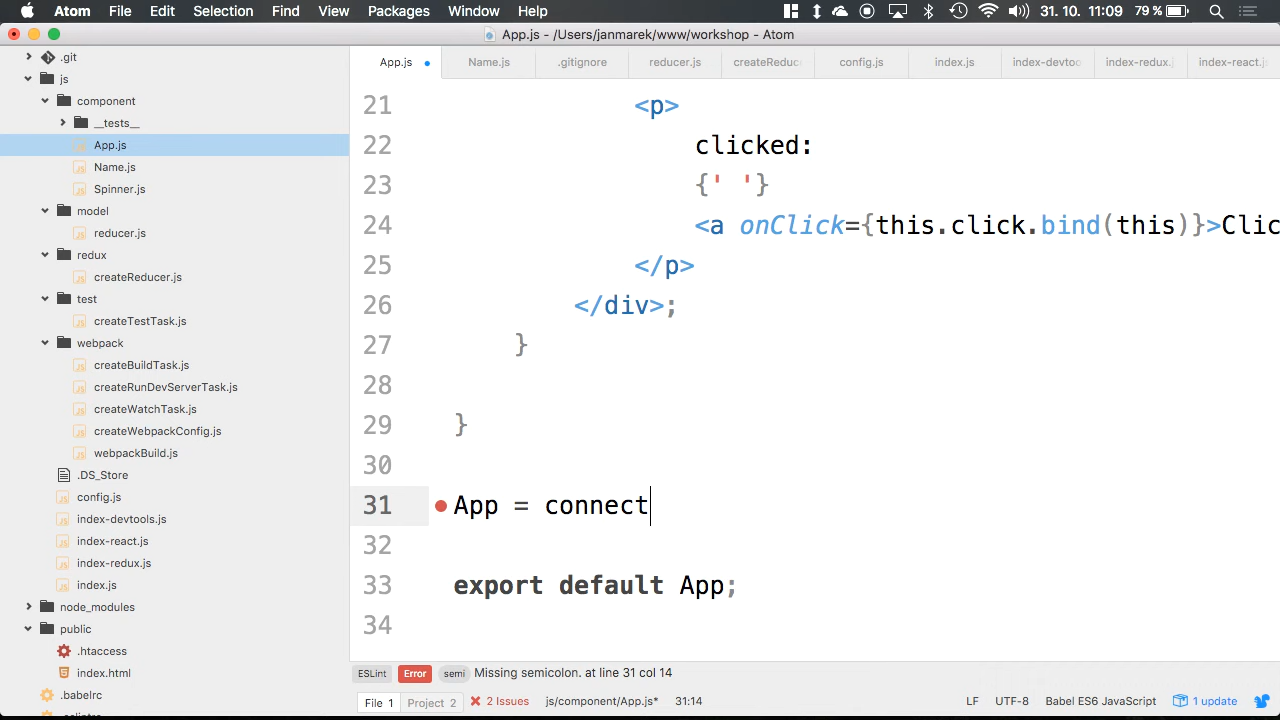 Atom File Edit Selection Find View Packages Window Help 31. 10. 11:09 79 %
App.js - /Users/janmarek/www/workshop - Atom
.git
js
component
__tests__
App.js
Name.js
Spinner.js
model
reducer.js
redux
createReducer.js
test
createTestTask.js
webpack
createBuildTask.js
createRunDevServerTask.js
createWatchTask.js
createWebpackConfig.js
webpackBuild.js
.DS_Store
config.js
index-devtools.js
index-react.js
index-redux.js
index.js
node_modules
public
.htaccess
index.html
.babelrc
App.js Name.js .gitignore reducer.js createReduc config.js index.js index-devtoo index-redux.j index-react.
21 <p>
22 clicked:
23 {' '}
24 <a onClick={this.click.bind(this)}>Clic
25 </p>
26 </div>;
27 }
28
29 }
30
31 App = connect
32
33 export default App;
34
ESLint Error semi Missing semicolon. at line 31 col 14
File 1 Project 2 2 Issues js/component/App.js* 31:14 LF UTF-8 Babel ES6 JavaScript 1 update